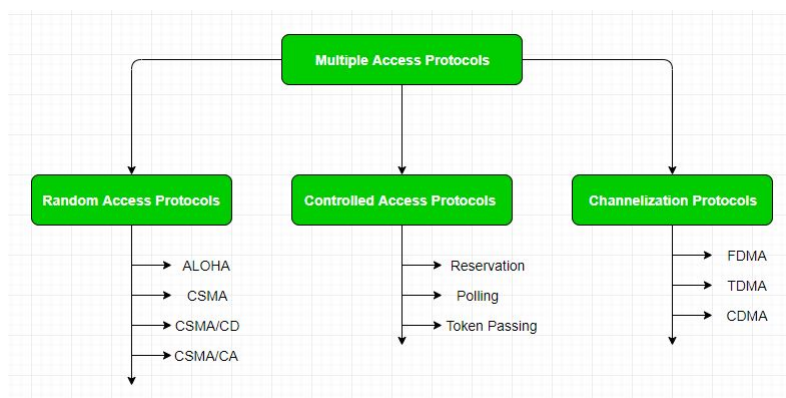 Multiple Access Protocols
Random Access Protocols
Controlled Access Protocols
Channelization Protocols
ALOHA
CSMA
CSMA/CD
CSMA/CA
Reservation
Polling
Token Passing
FDMA
TDMA
CDMA